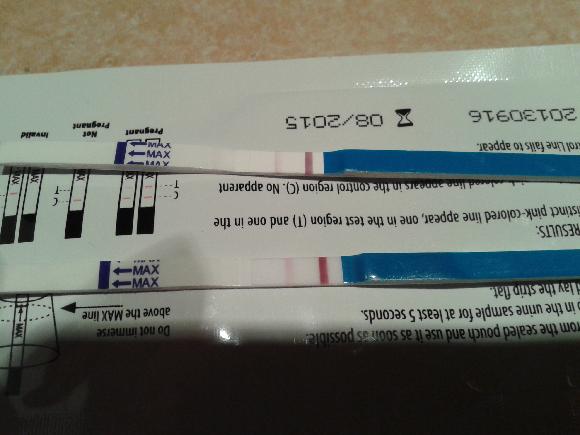 from sealed pouch and use it as soon as possible.
in the urine sample for at least 5 seconds.
lay the strip flat.
RESULTS:
distinct pink-colored line appear, one in the test region (T) and one in the
colored line appears in the control region (C). No apparent
Line fails to appear.
20130916
08/2015
Do not immerse
above the MAX line
MAX
C
T
C
T
Pregnant
Not
Pregnant
Invalid
MAX
MAX
MAX
MAX
MAX